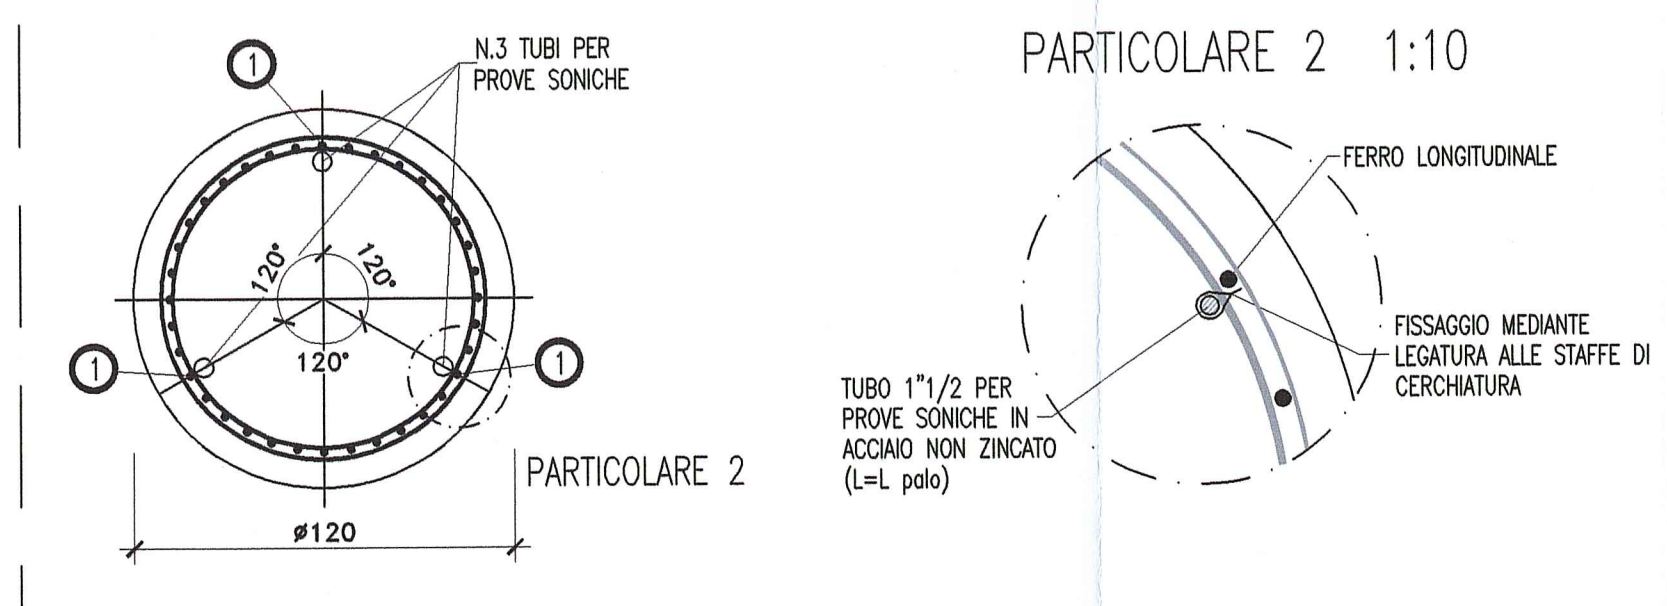 N.3 TUBI PER
PROVE SONICHE
1
120°
120°
120°
1
1
PARTICOLARE 2
ø120
PARTICOLARE 2 1:10
FERRO LONGITUDINALE
FISSAGGIO MEDIANTE
LEGATURA ALLE STAFFE DI
CERCHIATURA
TUBO 1"1/2 PER
PROVE SONICHE IN
ACCIAIO NON ZINCATO
(L=L palo)